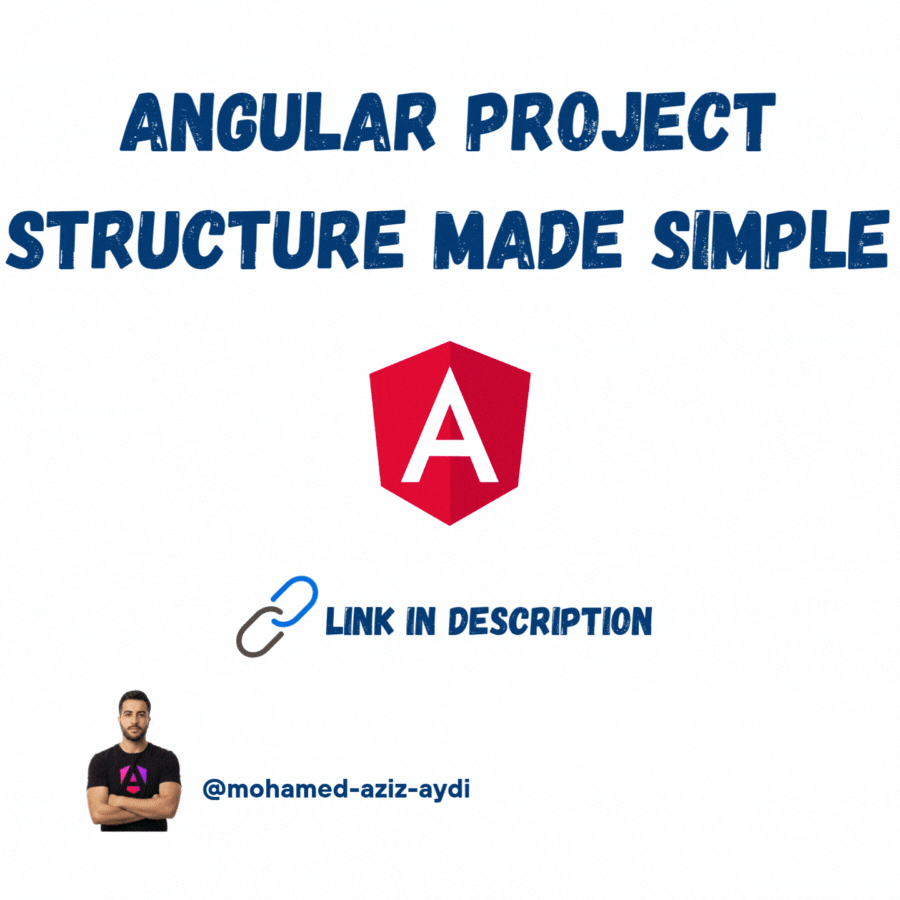 ANGULAR PROJECT
STRUCTURE MADE SIMPLE
A
LINK IN DESCRIPTION
@mohamed-aziz-aydi